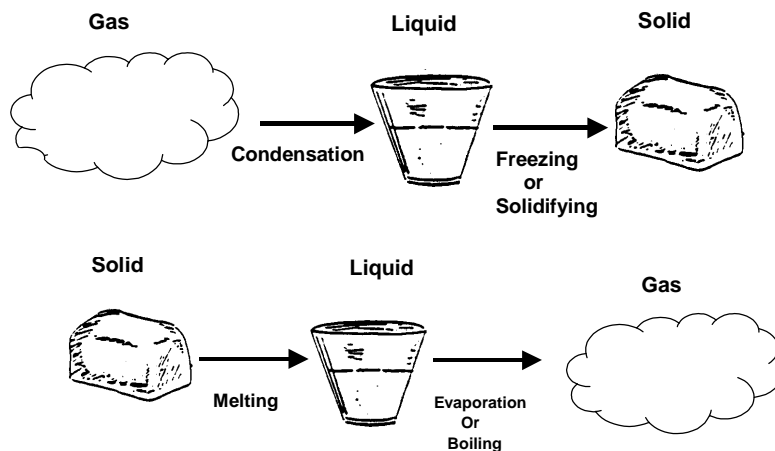 Gas
Liquid
Solid
Condensation
Freezing
or
Solidifying
Solid
Liquid
Gas
Melting
Evaporation
Or
Boiling